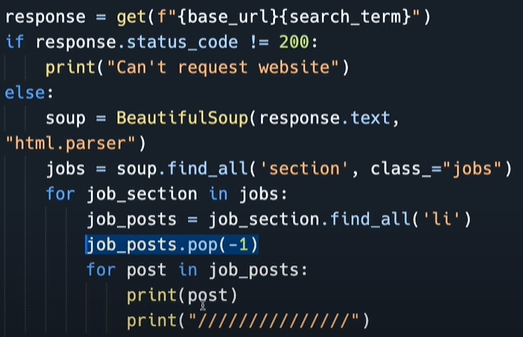 response = get(f"{base_url}{search_term}")
if response.status_code != 200:
    print("Can't request website")
else:
    soup = BeautifulSoup(response.text,
"html.parser")
    jobs = soup.find_all('section', class_="jobs")
    for job_section in jobs:
        job_posts = job_section.find_all('li')
        job_posts.pop(-1)
        for post in job_posts:
            print(post)
            print("///////////////")